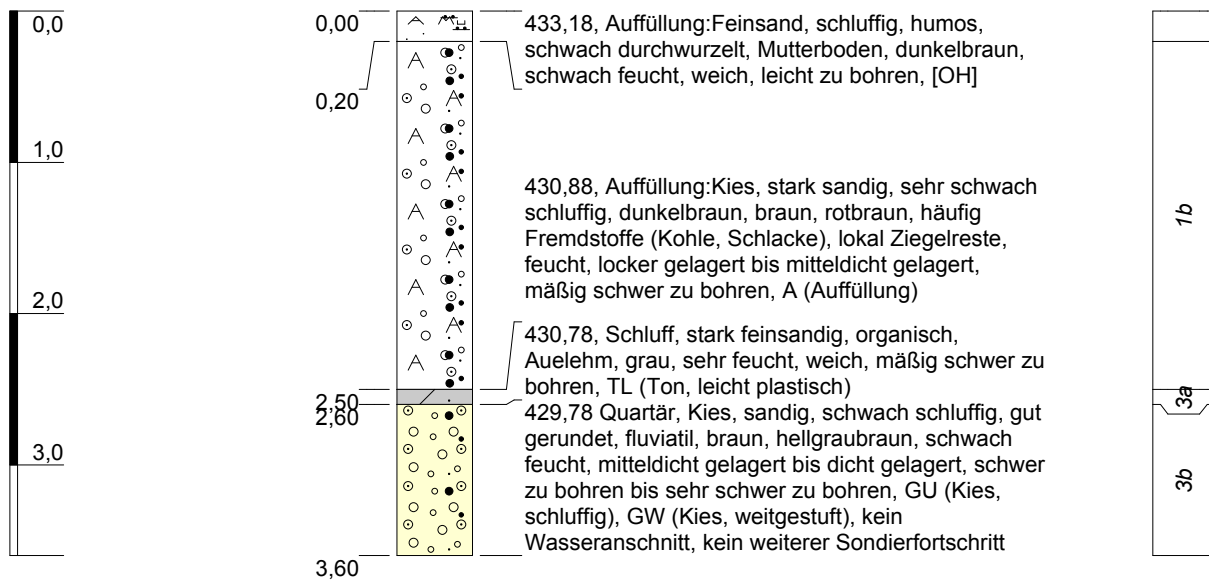 0,0
1,0
2,0
3,0
0,00
0,20
2,50
2,60
3,60
433,18, Auffüllung:Feinsand, schluffig, humos,
schwach durchwurzelt, Mutterboden, dunkelbraun,
schwach feucht, weich, leicht zu bohren, [OH]
430,88, Auffüllung:Kies, stark sandig, sehr schwach
schluffig, dunkelbraun, braun, rotbraun, häufig
Fremdstoffe (Kohle, Schlacke), lokal Ziegelreste,
feucht, locker gelagert bis mitteldicht gelagert,
mäßig schwer zu bohren, A (Auffüllung)
430,78, Schluff, stark feinsandig, organisch,
Auelehm, grau, sehr feucht, weich, mäßig schwer zu
bohren, TL (Ton, leicht plastisch)
429,78 Quartär, Kies, sandig, schwach schluffig, gut
gerundet, fluviatil, braun, hellgraubraun, schwach
feucht, mitteldicht gelagert bis dicht gelagert, schwer
zu bohren bis sehr schwer zu bohren, GU (Kies,
schluffig), GW (Kies, weitgestuft), kein
Wasseranschnitt, kein weiterer Sondierfortschritt
1b
3a
3b